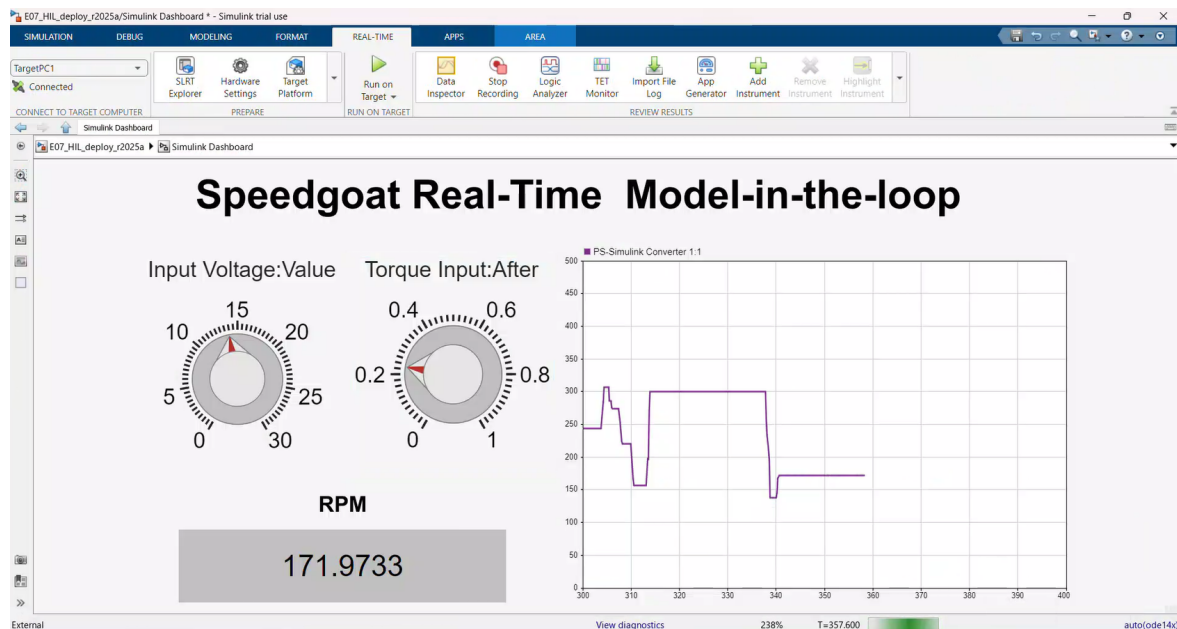 E07_HIL_deploy_r2025a/Simulink Dashboard * - Simulink trial use
SIMULATION DEBUG MODELING FORMAT REAL-TIME APPS AREA
TargetPC1
Connected
SLRT Explorer
Hardware Settings
Target Platform
Run on Target
Data Inspector
Stop Recording
Logic Analyzer
TET Monitor
Import File Log
App Generator
Add Instrument
Remove Instrument
Highlight Instrument
CONNECT TO TARGET COMPUTER PREPARE RUN ON TARGET REVIEW RESULTS
Simulink Dashboard
E07_HIL_deploy_r2025a Simulink Dashboard
Speedgoat Real-Time Model-in-the-loop
Input Voltage:Value
0 5 10 15 20 25 30
Torque Input:After
0 0.2 0.4 0.6 0.8 1
RPM
171.9733
PS-Simulink Converter 1:1
500
450
400
350
300
250
200
150
100
50
0
300 310 320 330 340 350 360 370 380 390 400
External View diagnostics 238% T=357.600 auto(ode14x)